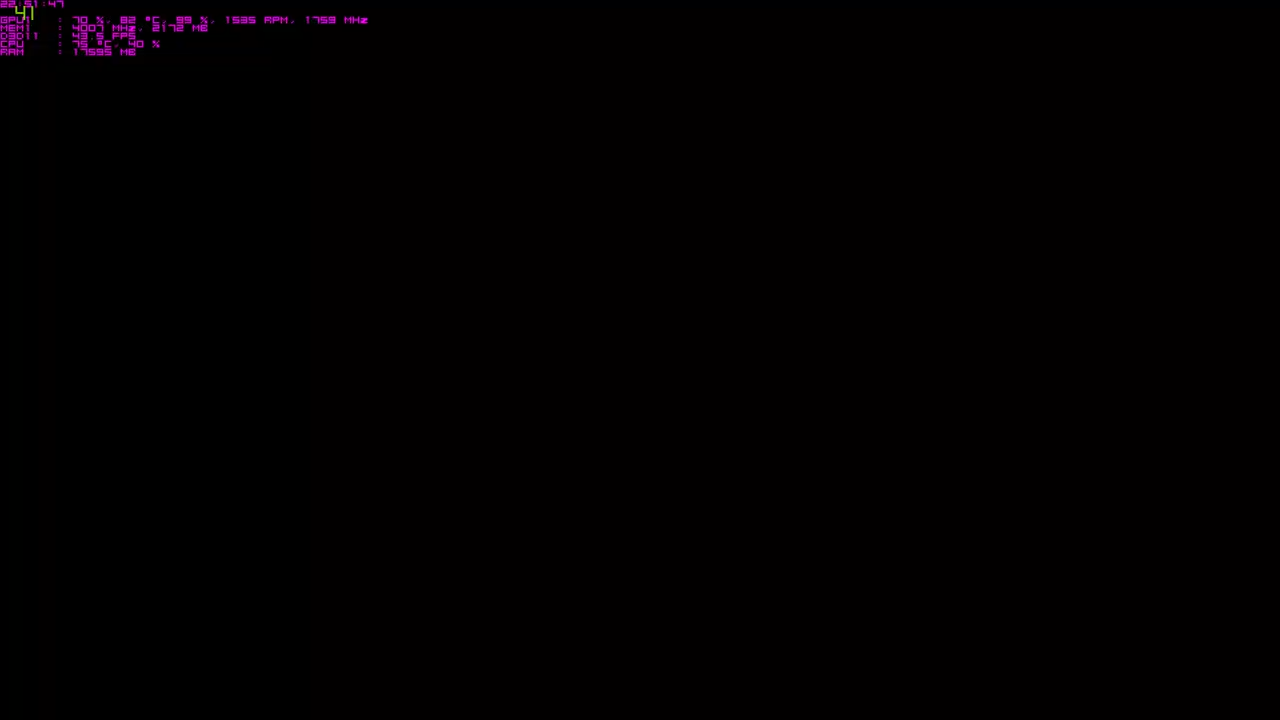 22:51:47
41
GPU1 : 70 %, 82 °C, 99 %, 1535 RPM, 1759 MHz
MEM1 : 4007 MHz, 2172 MB
D3D11 : 43.5 FPS
CPU : 75 °C, 40 %
RAM : 17595 MB